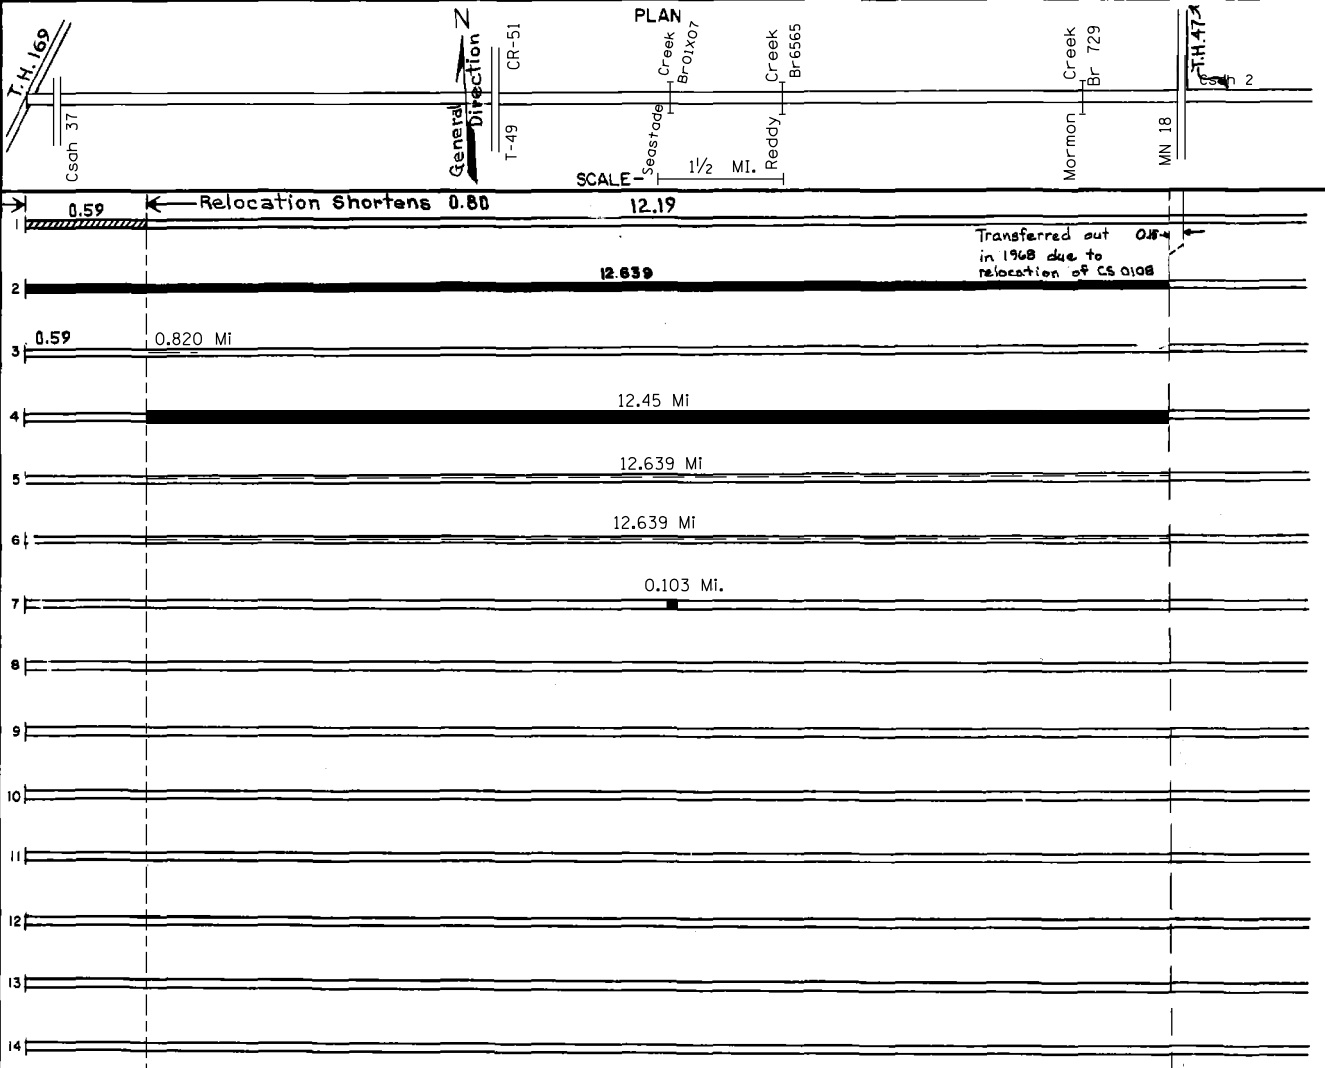 PLAN
N
T.H. 169
Csah 37
General Direction
CR-51
T-49
Seastade Creek
Br01X07
Reddy Creek
Br6565
Mormon Creek
Br 729
MN 18
T.H.47
Csah 2
SCALE- 1½ MI.
0.59
Relocation Shortens 0.80
12.19
1
Transferred out
in 1968 due to
relocation of CS 0108
12.639
2
0.59
0.820 Mi
3
12.45 Mi
4
12.639 Mi
5
12.639 Mi
6
0.103 Mi.
7
8
9
10
11
12
13
14